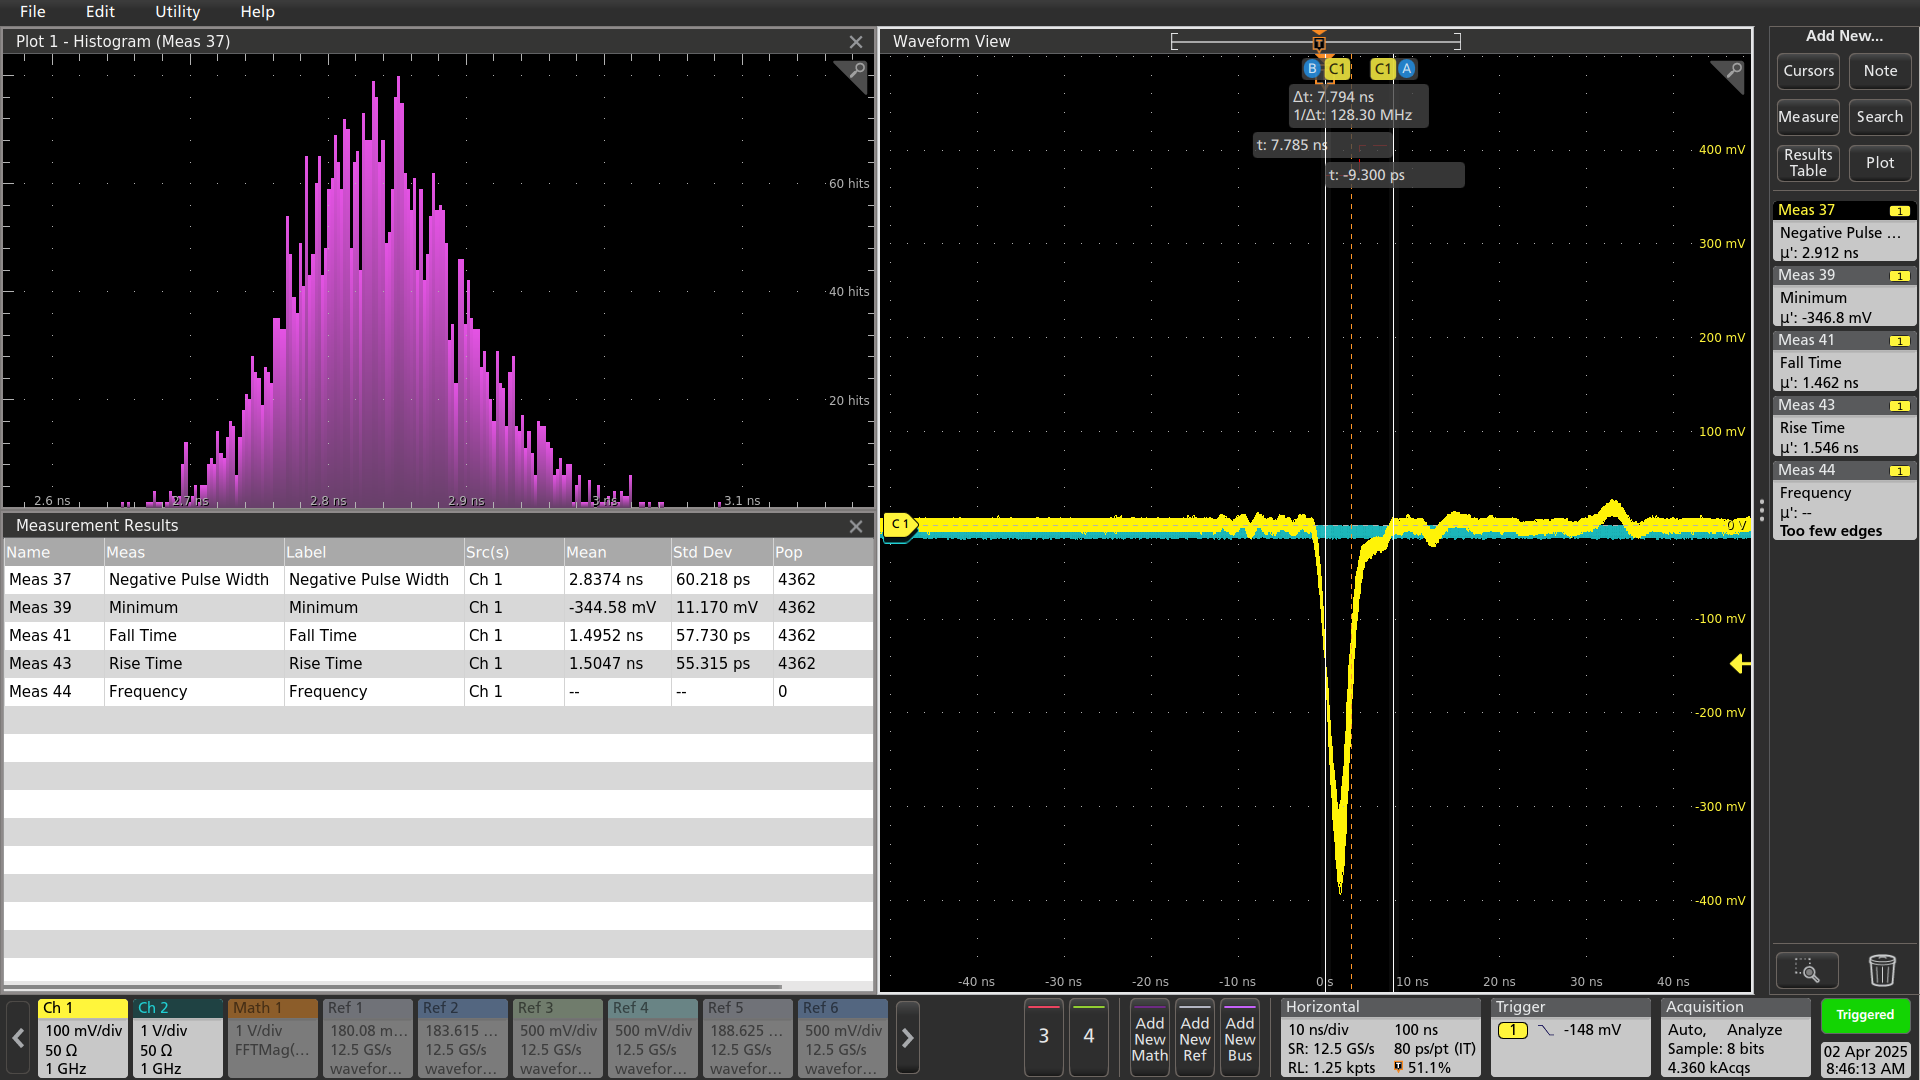 File Edit Utility Help
Plot 1 - Histogram (Meas 37)
60 hits
40 hits
20 hits
2.6 ns 2.7 ns 2.8 ns 2.9 ns 3 ns 3.1 ns
Measurement Results
Name Meas Label Src(s) Mean Std Dev Pop
Meas 37 Negative Pulse Width Negative Pulse Width Ch 1 2.8374 ns 60.218 ps 4362
Meas 39 Minimum Minimum Ch 1 -344.58 mV 11.170 mV 4362
Meas 41 Fall Time Fall Time Ch 1 1.4952 ns 57.730 ps 4362
Meas 43 Rise Time Rise Time Ch 1 1.5047 ns 55.315 ps 4362
Meas 44 Frequency Frequency Ch 1 -- -- 0
Waveform View
T
B C1 C1 A
Δt: 7.794 ns
1/Δt: 128.30 MHz
t: 7.785 ns
t: -9.300 ps
400 mV
300 mV
200 mV
100 mV
C 1
0 V
-100 mV
-200 mV
-300 mV
-400 mV
-40 ns -30 ns -20 ns -10 ns 0 s 10 ns 20 ns 30 ns 40 ns
Add New...
Cursors Note
Measure Search
Results Table Plot
Meas 37 1
Negative Pulse ...
µ': 2.912 ns
Meas 39 1
Minimum
µ': -346.8 mV
Meas 41 1
Fall Time
µ': 1.462 ns
Meas 43 1
Rise Time
µ': 1.546 ns
Meas 44 1
Frequency
µ': --
Too few edges
Ch 1
100 mV/div
50 Ω
1 GHz
Ch 2
1 V/div
50 Ω
1 GHz
Math 1
1 V/div
FFTMag(...
Ref 1
180.08 m...
12.5 GS/s
wavefor...
Ref 2
183.615 ...
12.5 GS/s
wavefor...
Ref 3
500 mV/div
12.5 GS/s
wavefor...
Ref 4
500 mV/div
12.5 GS/s
wavefor...
Ref 5
188.625 ...
12.5 GS/s
wavefor...
Ref 6
500 mV/div
12.5 GS/s
wavefor...
3
4
Add New Math
Add New Ref
Add New Bus
Horizontal
10 ns/div 100 ns
SR: 12.5 GS/s 80 ps/pt (IT)
RL: 1.25 kpts T 51.1%
Trigger
1 -148 mV
Acquisition
Auto, Analyze
Sample: 8 bits
4.360 kAcqs
Triggered
02 Apr 2025
8:46:13 AM